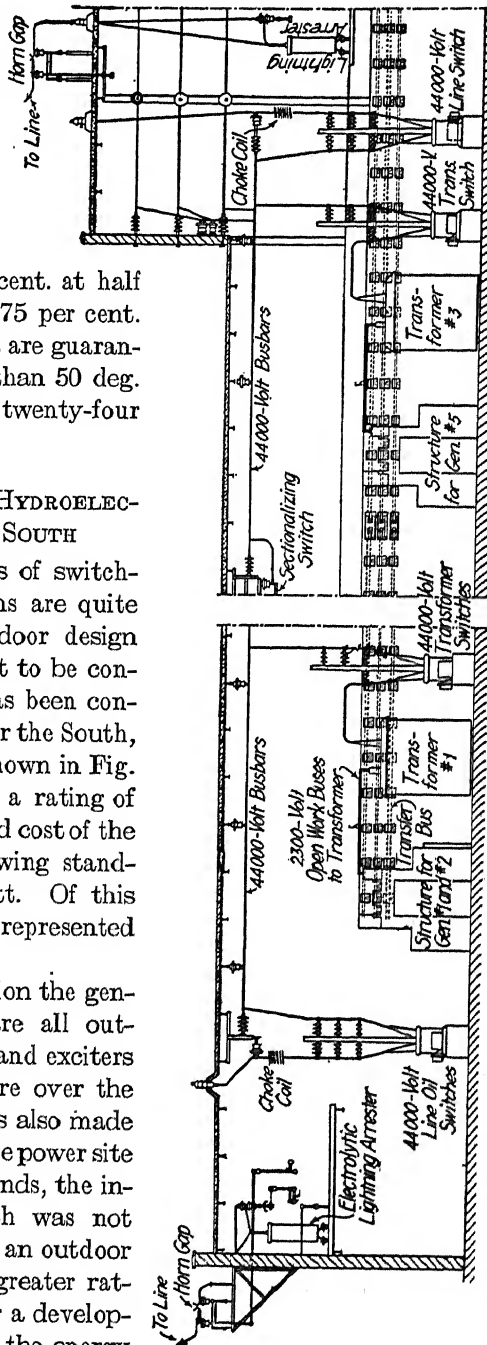 cent. at half
75 per cent.
are guaran-
than 50 deg.
twenty-four
HYDROELEC-
SOUTH
s of switch-
ns are quite
door design
t to be con-
as been con-
r the South,
nown in Fig.
a rating of
d cost of the
wing stand-
tt. Of this
represented
ion the gen-
re all out-
and exciters
re over the
s also made
e power site
nds, the in-
h was not
an outdoor
greater rat-
r a develop-
the energy
To Line
Horn Gap
Lightning
Arrester
Choke Coil
44000-Volt
Line Switch
44000-V
Trans.
Switch
Trans-
former
#3
Structure
for Gen. #5
44000-Volt Busbars
Sectionalizing
Switch
44000-Volt
Transformer
Switches
44000-Volt Busbars
2300-Volt
Open Work Buses
to Transformer
Trans-
former
#1
(Transfer)
Bus
Structure for
Gen. #1 and #2
Choke
Coil
44000-Volt
Line Oil
Switches
Electrolytic
Lightning Arrester
To Line
Horn Gap